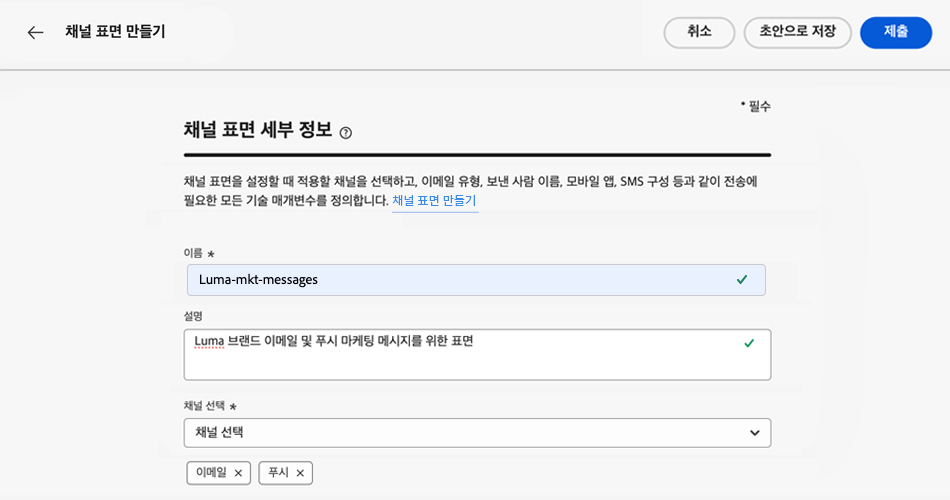 채널 표면 만들기
취소
초안으로 저장
제출
* 필수
채널 표면 세부 정보
채널 표면을 설정할 때 적용할 채널을 선택하고, 이메일 유형, 보낸 사람 이름, 모바일 앱, SMS 구성 등과 같이 전송에
필요한 모든 기술 매개변수를 정의합니다. 채널 표면 만들기
이름 *
Luma-mkt-messages
설명
Luma 브랜드 이메일 및 푸시 마케팅 메시지를 위한 표면
채널 선택 *
채널 선택
이메일 ×
푸시 ×